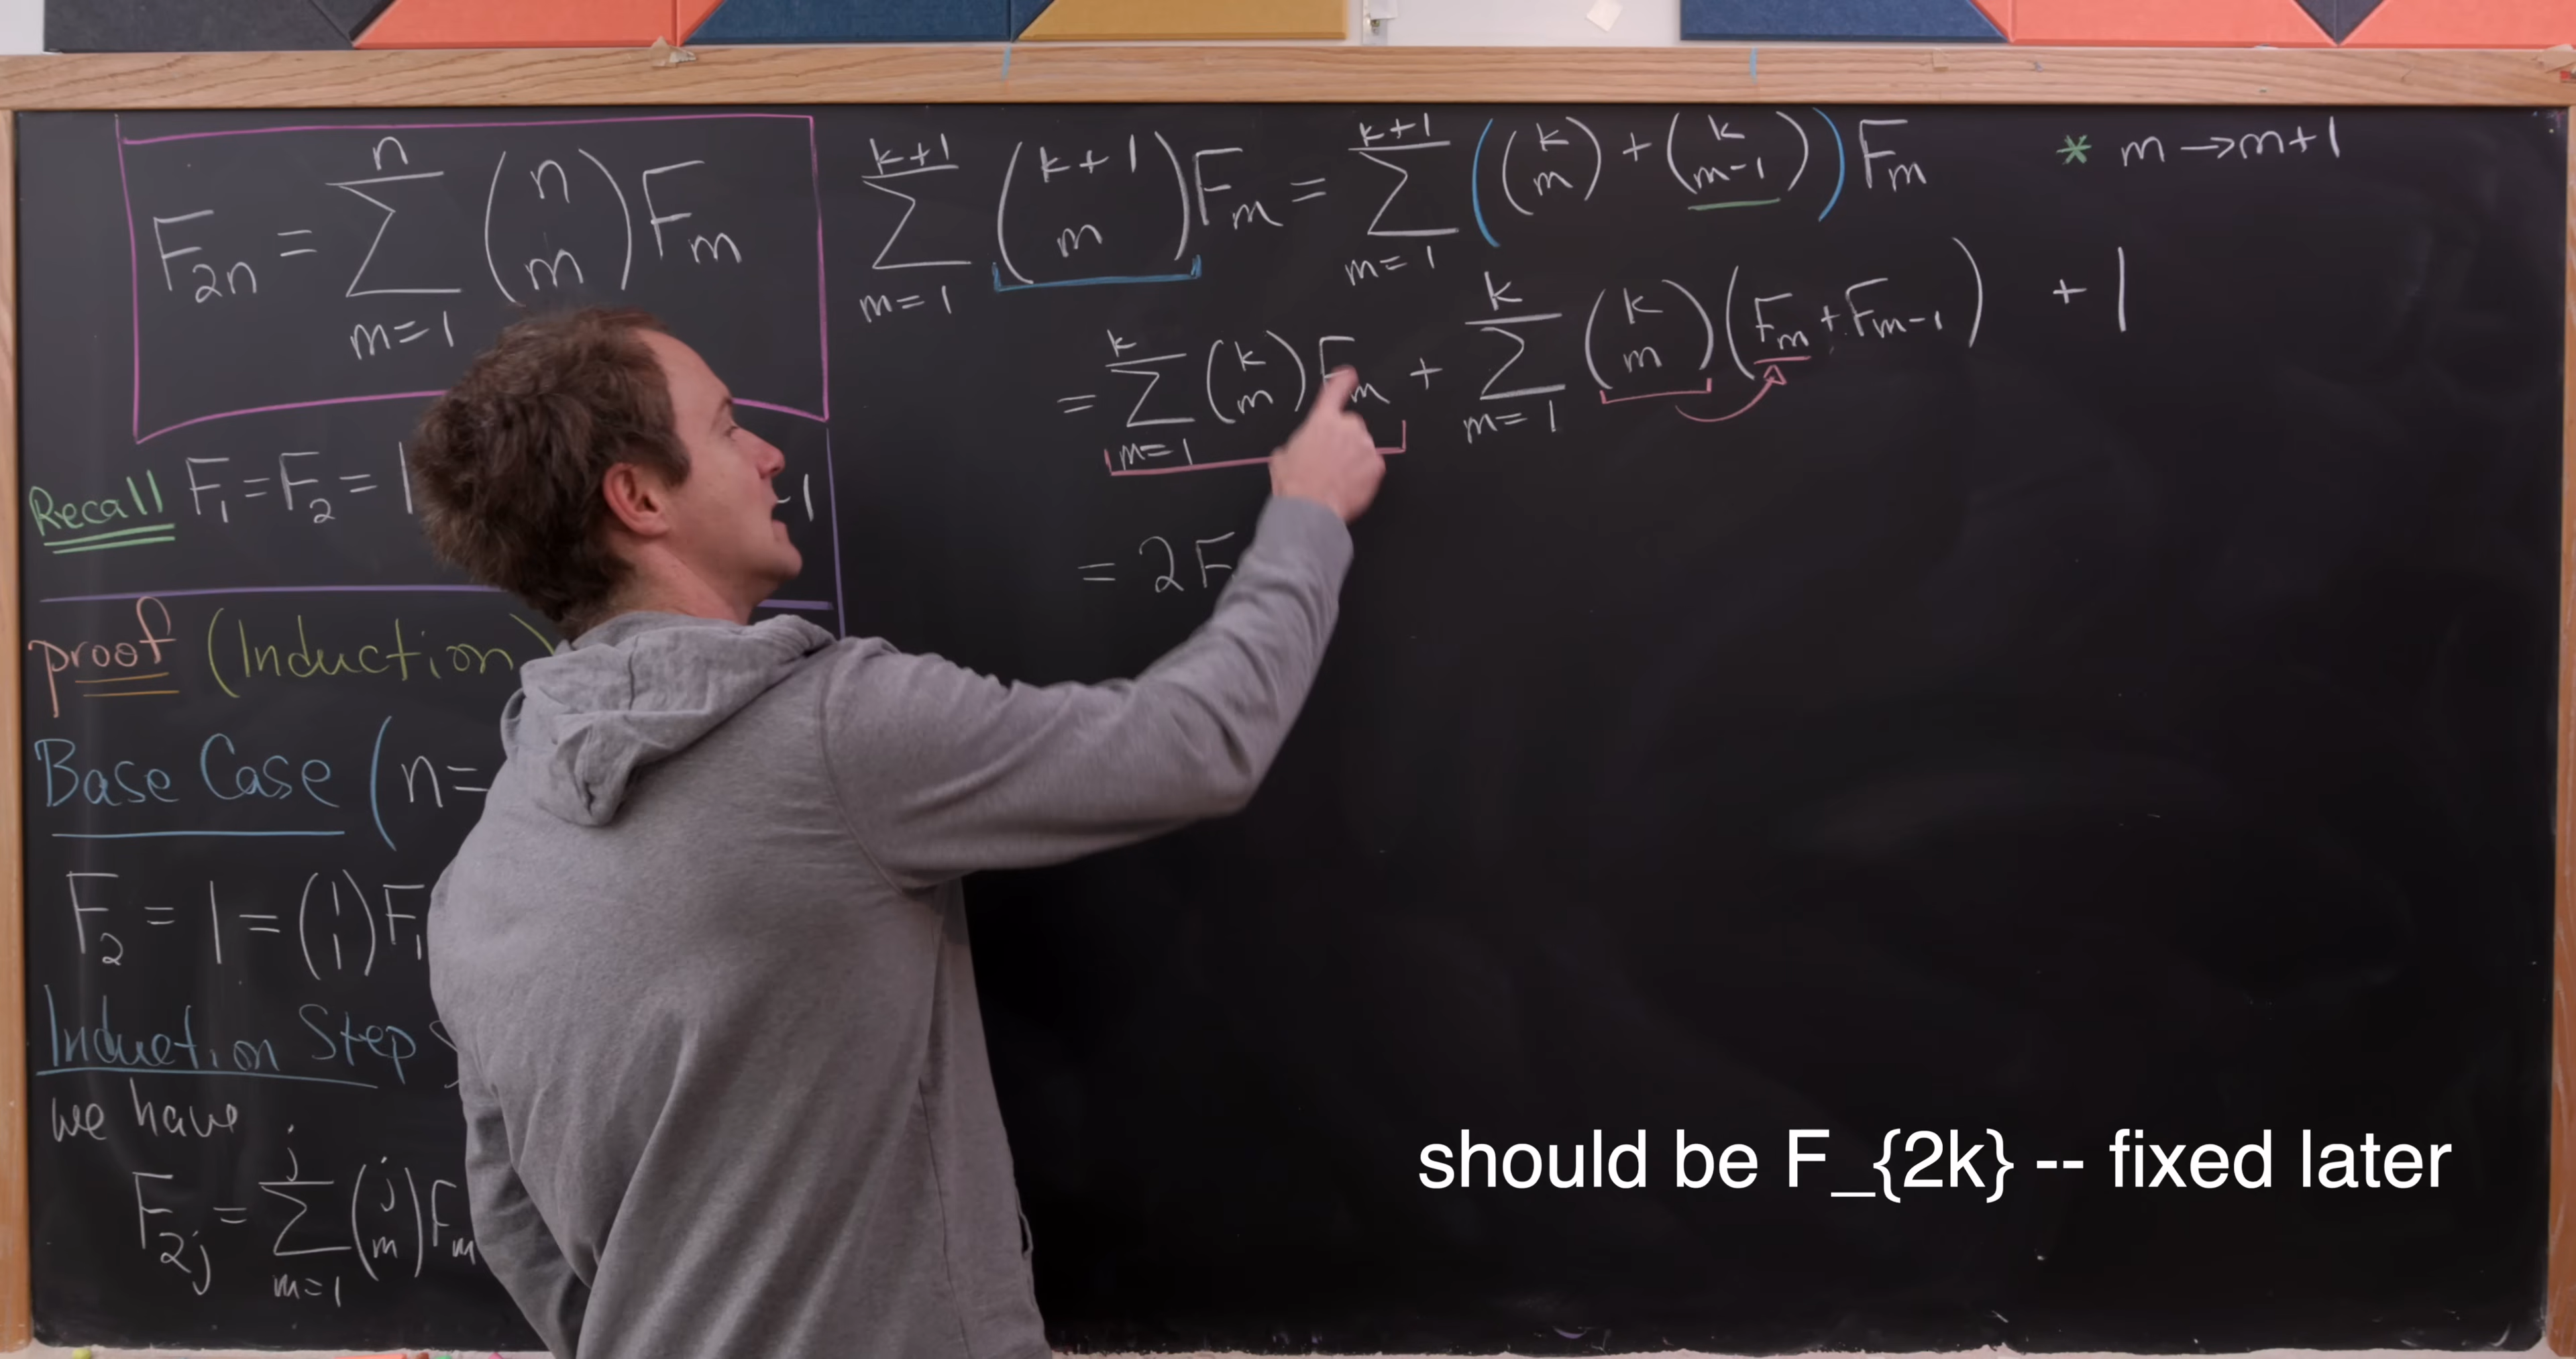 F_{2n} = \sum_{m=1}^{n} \binom{n}{m} F_m
Recall F_1 = F_2 = 1
-1
proof (Induction)
Base Case (n=
F_2 = 1 = \binom{1}{1} F_1
Induction Step
we have
F_{2j} = \sum_{m=1}^{j} \binom{j}{m} F_m
\sum_{m=1}^{k+1} \binom{k+1}{m} F_m = \sum_{m=1}^{k+1} ( \binom{k}{m} + \binom{k}{m-1} ) F_m
* m → m+1
= \sum_{m=1}^{k} \binom{k}{m} F_m + \sum_{m=1}^{k} \binom{k}{m} ( F_m + F_{m-1} ) + 1
= 2F
should be F_{2k} -- fixed later